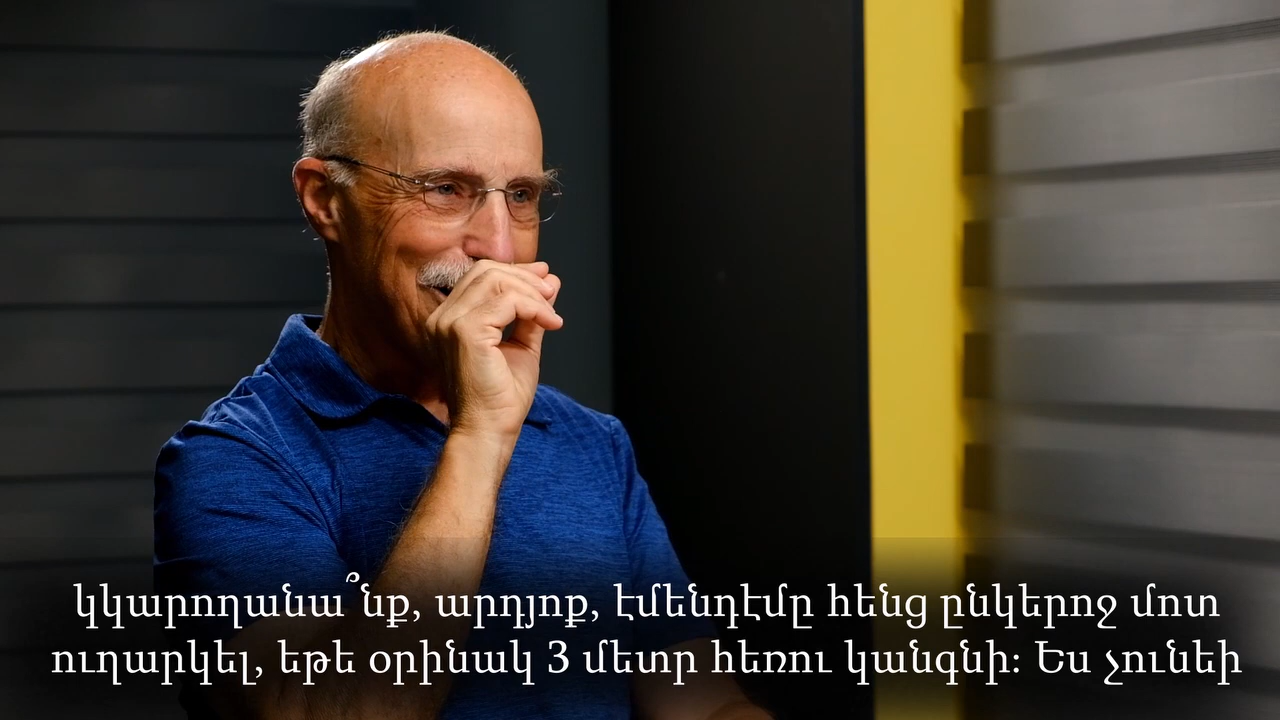 կկարողանա՞նք, արդյոք, էմենդէմը հենց ընկերոջ մոտ
ուղարկել, եթե օրինակ 3 մետր հեռու կանգնի: Ես չունեի